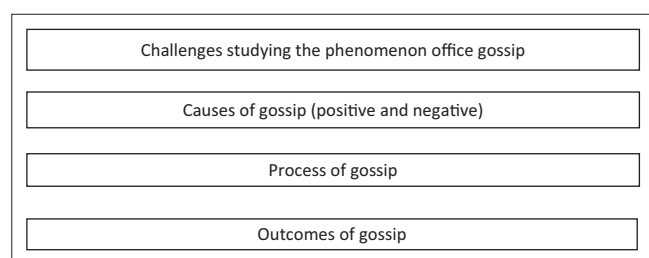 Challenges studying the phenomenon office gossip
Causes of gossip (positive and negative)
Process of gossip
Outcomes of gossip